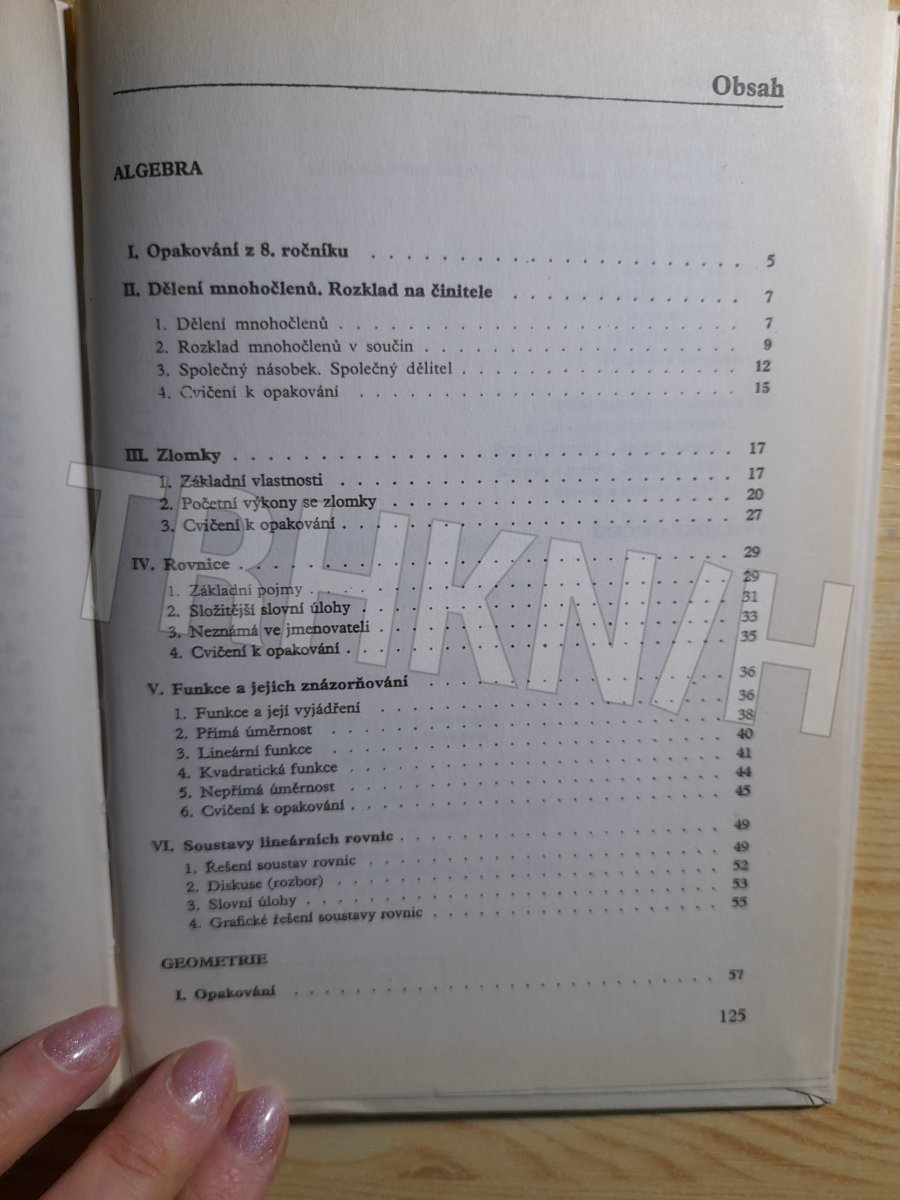 Obsah
ALGEBRA
I. Opakování z 8. ročníku . . . . . . . . . . . . . . . . . . . . 5
II. Dělení mnohočlenů. Rozklad na činitele . . . . . . . . . . . . 7
1. Dělení mnohočlenů . . . . . . . . . . . . . . . . . . . . 7
2. Rozklad mnohočlenů v součin . . . . . . . . . . . . . . . . 9
3. Společný násobek. Společný dělitel . . . . . . . . . . . . . . 12
4. Cvičení k opakování . . . . . . . . . . . . . . . . . . . . 15
III. Zlomky . . . . . . . . . . . . . . . . . . . . . . . . . . 17
1. Základní vlastnosti . . . . . . . . . . . . . . . . . . . . 17
2. Početní výkony se zlomky . . . . . . . . . . . . . . . . . . 20
3. Cvičení k opakování . . . . . . . . . . . . . . . . . . . . 27
IV. Rovnice . . . . . . . . . . . . . . . . . . . . . . . . . 29
1. Základní pojmy . . . . . . . . . . . . . . . . . . . . . . 29
2. Složitější slovní úlohy . . . . . . . . . . . . . . . . . . . 31
3. Neznámá ve jmenovateli . . . . . . . . . . . . . . . . . . 33
4. Cvičení k opakování . . . . . . . . . . . . . . . . . . . . 35
V. Funkce a jejich znázorňování . . . . . . . . . . . . . . . . 36
1. Funkce a její vyjádření . . . . . . . . . . . . . . . . . . 36
2. Přímá úměrnost . . . . . . . . . . . . . . . . . . . . . 38
3. Lineární funkce . . . . . . . . . . . . . . . . . . . . . 40
4. Kvadratická funkce . . . . . . . . . . . . . . . . . . . . 41
5. Nepřímá úměrnost . . . . . . . . . . . . . . . . . . . . 44
6. Cvičení k opakování . . . . . . . . . . . . . . . . . . . . 45
VI. Soustavy lineárních rovnic . . . . . . . . . . . . . . . . . 49
1. Řešení soustav rovnic . . . . . . . . . . . . . . . . . . . 49
2. Diskuse (rozbor) . . . . . . . . . . . . . . . . . . . . . 52
3. Slovní úlohy . . . . . . . . . . . . . . . . . . . . . . . 53
4. Grafické řešení soustavy rovnic . . . . . . . . . . . . . . . 55
GEOMETRIE
I. Opakování . . . . . . . . . . . . . . . . . . . . . . . . 57
125
TRHKNIH